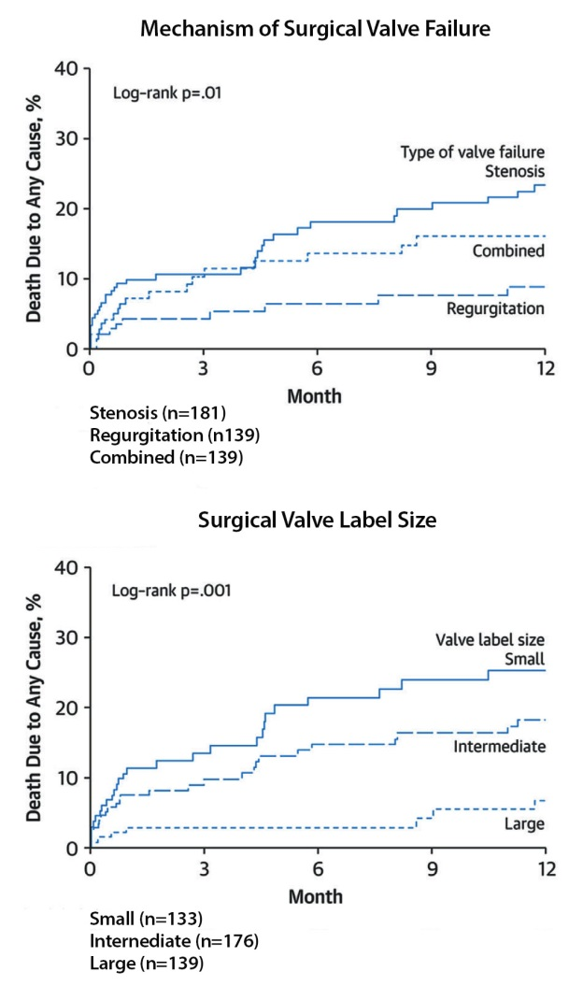 Mechanism of Surgical Valve Failure
Death Due to Any Cause, %
40
30
20
10
0
Log-rank p=.01
Type of valve failure
Stenosis
Combined
Regurgitation
0 3 6 9 12
Month
Stenosis (n=181)
Regurgitation (n139)
Combined (n=139)
Surgical Valve Label Size
Death Due to Any Cause, %
40
30
20
10
0
Log-rank p=.001
Valve label size
Small
Intermediate
Large
0 3 6 9 12
Month
Small (n=133)
Internediate (n=176)
Large (n=139)